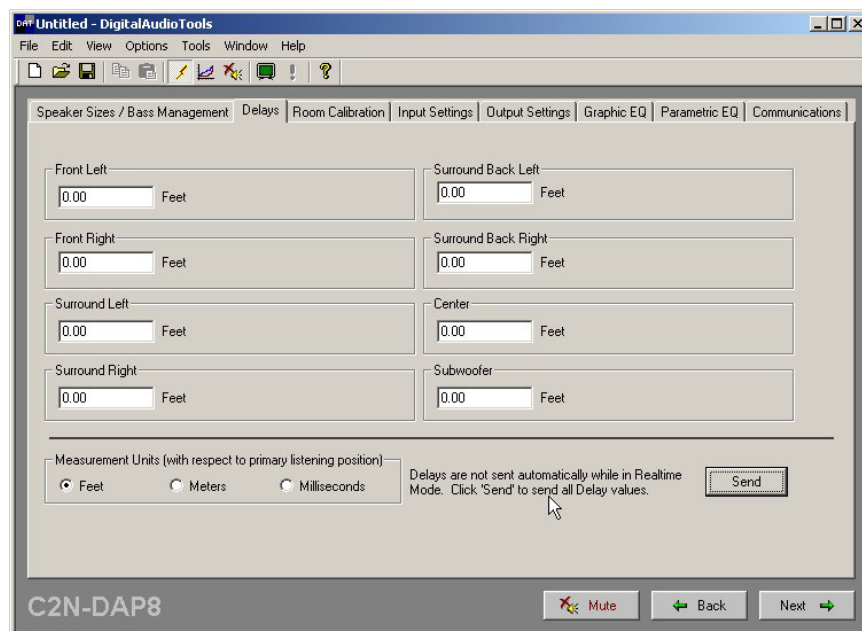 DAT Untitled - DigitalAudioTools
File Edit View Options Tools Window Help
Speaker Sizes / Bass Management Delays Room Calibration Input Settings Output Settings Graphic EQ Parametric EQ Communications
Front Left
0.00 Feet
Surround Back Left
0.00 Feet
Front Right
0.00 Feet
Surround Back Right
0.00 Feet
Surround Left
0.00 Feet
Center
0.00 Feet
Surround Right
0.00 Feet
Subwoofer
0.00 Feet
Measurement Units (with respect to primary listening position)
Feet Meters Milliseconds
Delays are not sent automatically while in Realtime
Mode. Click 'Send' to send all Delay values.
Send
C2N-DAP8
Mute Back Next